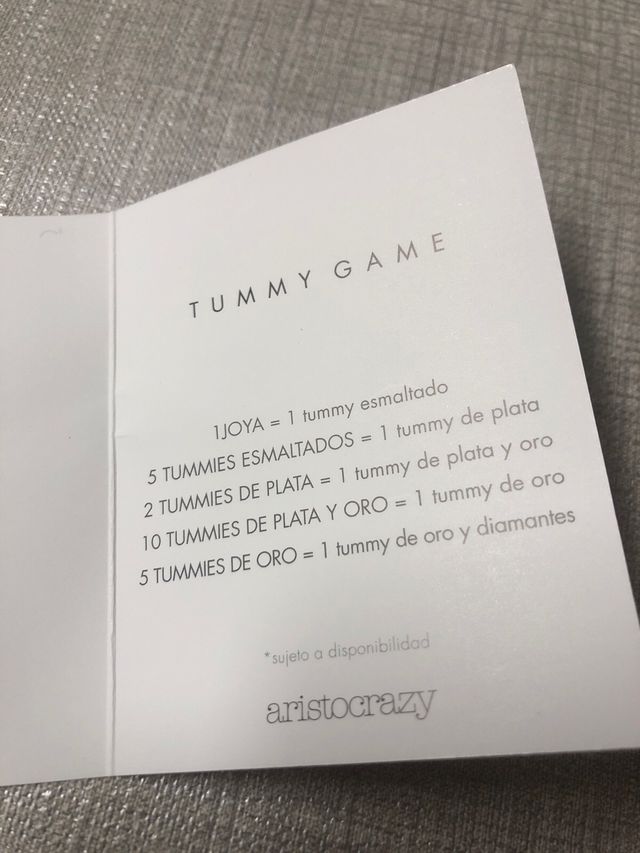 TUMMY GAME
1JOYA = 1 tummy esmaltado
5 TUMMIES ESMALTADOS = 1 tummy de plata
2 TUMMIES DE PLATA = 1 tummy de plata y oro
10 TUMMIES DE PLATA Y ORO = 1 tummy de oro
5 TUMMIES DE ORO = 1 tummy de oro y diamantes
*sujeto a disponibilidad
aristocrazy